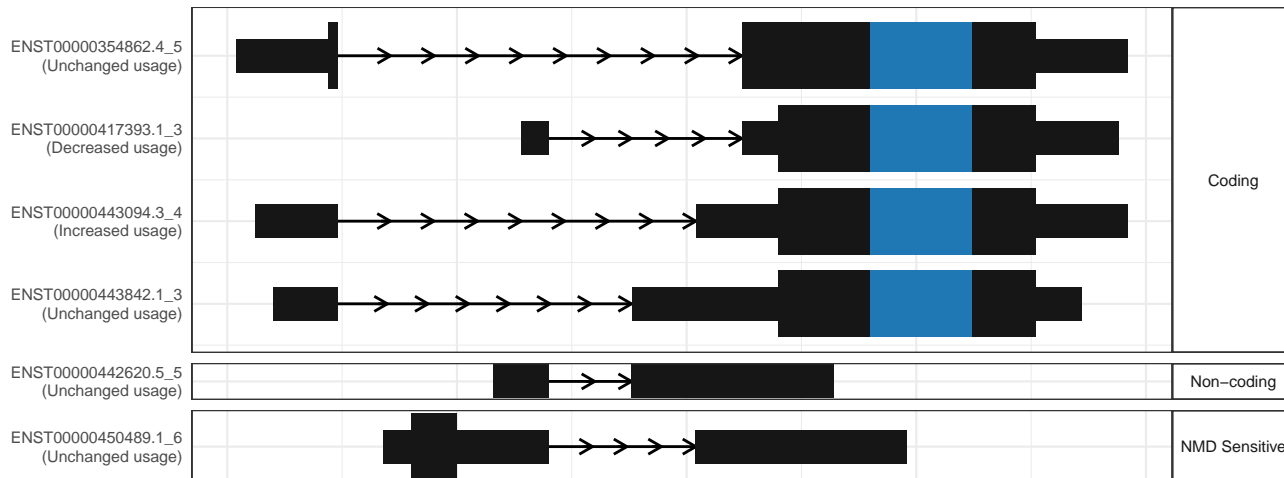 ENST00000354862.4_5
(Unchanged usage)
ENST00000417393.1_3
(Decreased usage)
ENST00000443094.3_4
(Increased usage)
ENST00000443842.1_3
(Unchanged usage)
Coding
ENST00000442620.5_5
(Unchanged usage)
Non−coding
ENST00000450489.1_6
(Unchanged usage)
NMD Sensitive